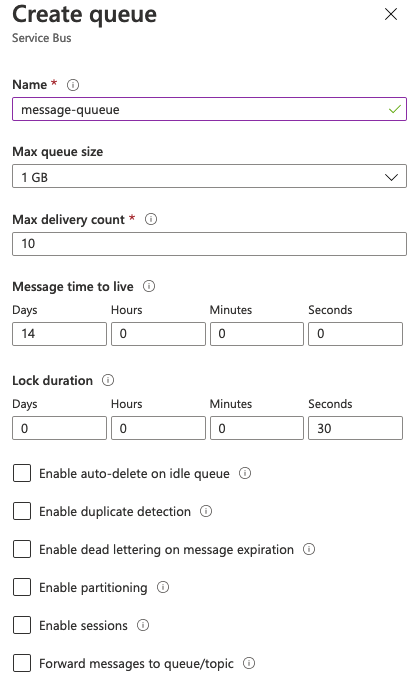 Create queue
Service Bus
Name *
message-quueue
Max queue size
1 GB
Max delivery count *
10
Message time to live
Days Hours Minutes Seconds
14 0 0 0
Lock duration
Days Hours Minutes Seconds
0 0 0 30
Enable auto-delete on idle queue
Enable duplicate detection
Enable dead lettering on message expiration
Enable partitioning
Enable sessions
Forward messages to queue/topic